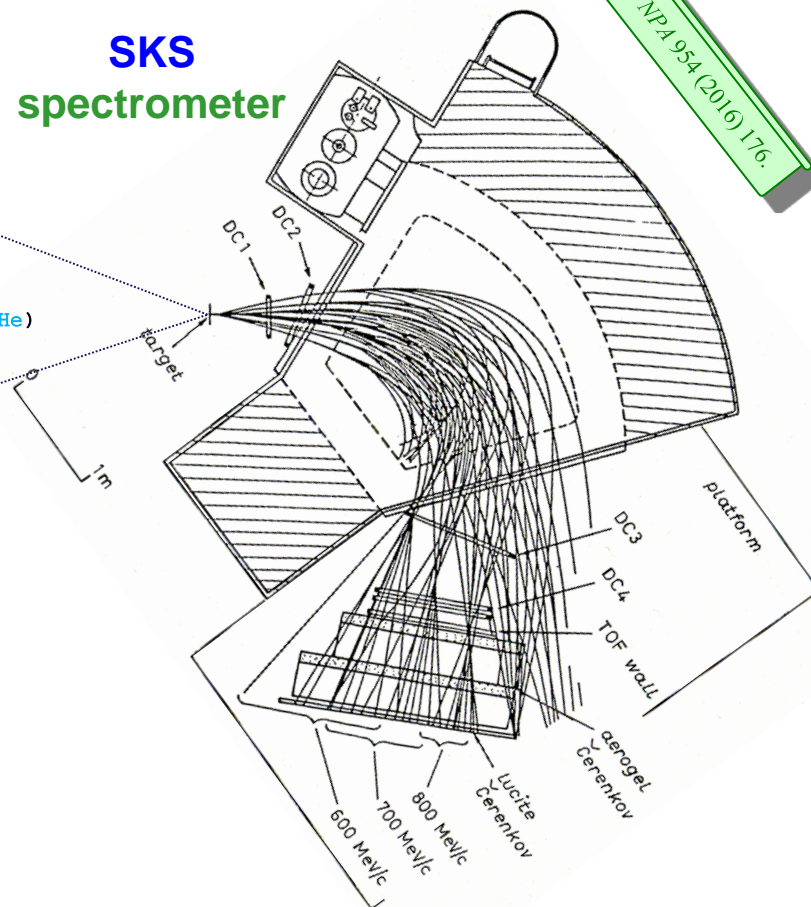 SKS
spectrometer
NPA 954 (2016) 176.
DC1
DC2
He)
target
0
1m
platform
DC3
DC4
TOF wall
aerogel
Čerenkov
lucite
Čerenkov
800 MeV/c
700 MeV/c
600 MeV/c